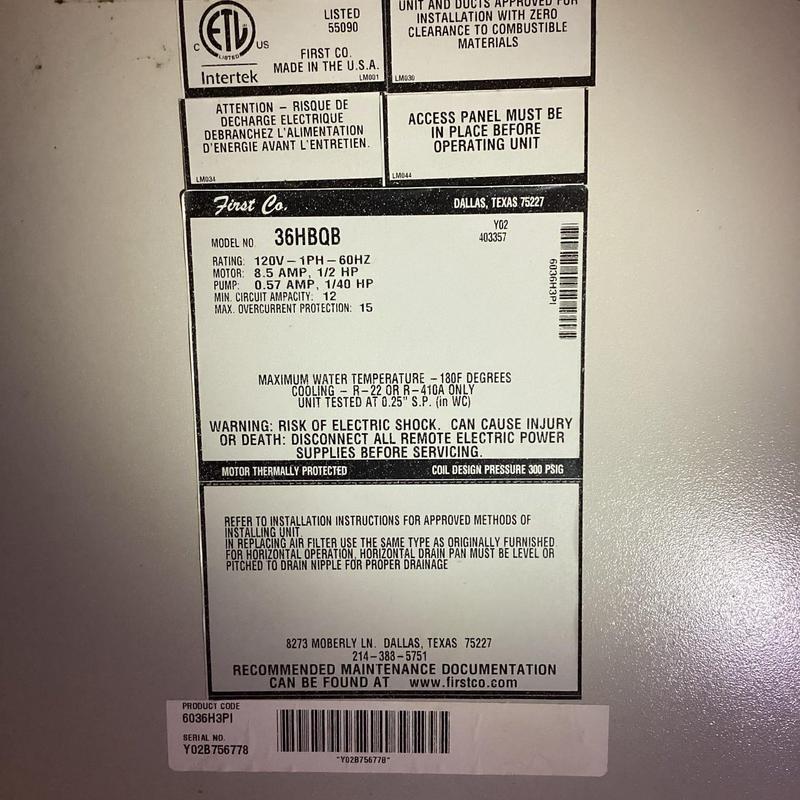 C ETL LISTED US
Intertek
LISTED
55090
FIRST CO.
MADE IN THE U.S.A.
LM001
UNIT AND DUCTS APPROVED FOR
INSTALLATION WITH ZERO
CLEARANCE TO COMBUSTIBLE
MATERIALS
LM030
ATTENTION – RISQUE DE
DECHARGE ELECTRIQUE
DEBRANCHEZ L'ALIMENTATION
D'ENERGIE AVANT L'ENTRETIEN.
LM034
ACCESS PANEL MUST BE
IN PLACE BEFORE
OPERATING UNIT
LM044
First Co. DALLAS, TEXAS 75227
Y02
403357
MODEL NO. 36HBQB
6036H3PI
RATING: 120V – 1PH – 60HZ
MOTOR: 8.5 AMP, 1/2 HP
PUMP: 0.57 AMP, 1/40 HP
MIN. CIRCUIT AMPACITY: 12
MAX. OVERCURRENT PROTECTION: 15
MAXIMUM WATER TEMPERATURE – 180F DEGREES
COOLING – R–22 OR R–410A ONLY
UNIT TESTED AT 0.25" S.P. (in WC)
WARNING: RISK OF ELECTRIC SHOCK. CAN CAUSE INJURY
OR DEATH: DISCONNECT ALL REMOTE ELECTRIC POWER
SUPPLIES BEFORE SERVICING.
MOTOR THERMALLY PROTECTED COIL DESIGN PRESSURE 300 PSIG
REFER TO INSTALLATION INSTRUCTIONS FOR APPROVED METHODS OF
INSTALLING UNIT.
IN REPLACING AIR FILTER USE THE SAME TYPE AS ORIGINALLY FURNISHED.
FOR HORIZONTAL OPERATION, HORIZONTAL DRAIN PAN MUST BE LEVEL OR
PITCHED TO DRAIN NIPPLE FOR PROPER DRAINAGE
8273 MOBERLY LN. DALLAS, TEXAS 75227
214–388–5751
RECOMMENDED MAINTENANCE DOCUMENTATION
CAN BE FOUND AT www.firstco.com
PRODUCT CODE
6036H3PI
SERIAL NO.
Y02B756778
"Y02B756778"